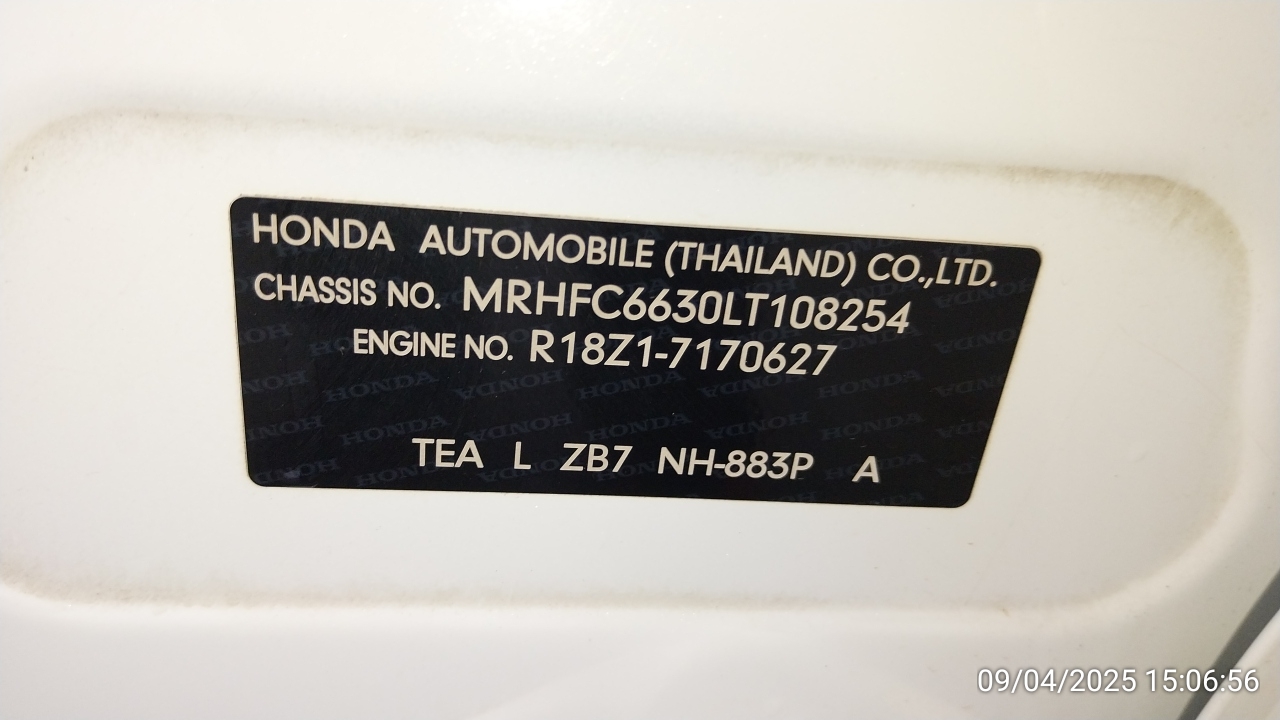 HONDA AUTOMOBILE (THAILAND) CO.,LTD.
CHASSIS NO. MRHFC6630LT108254
ENGINE NO. R18Z1-7170627
TEA L ZB7 NH-883P A
09/04/2025 15:06:56